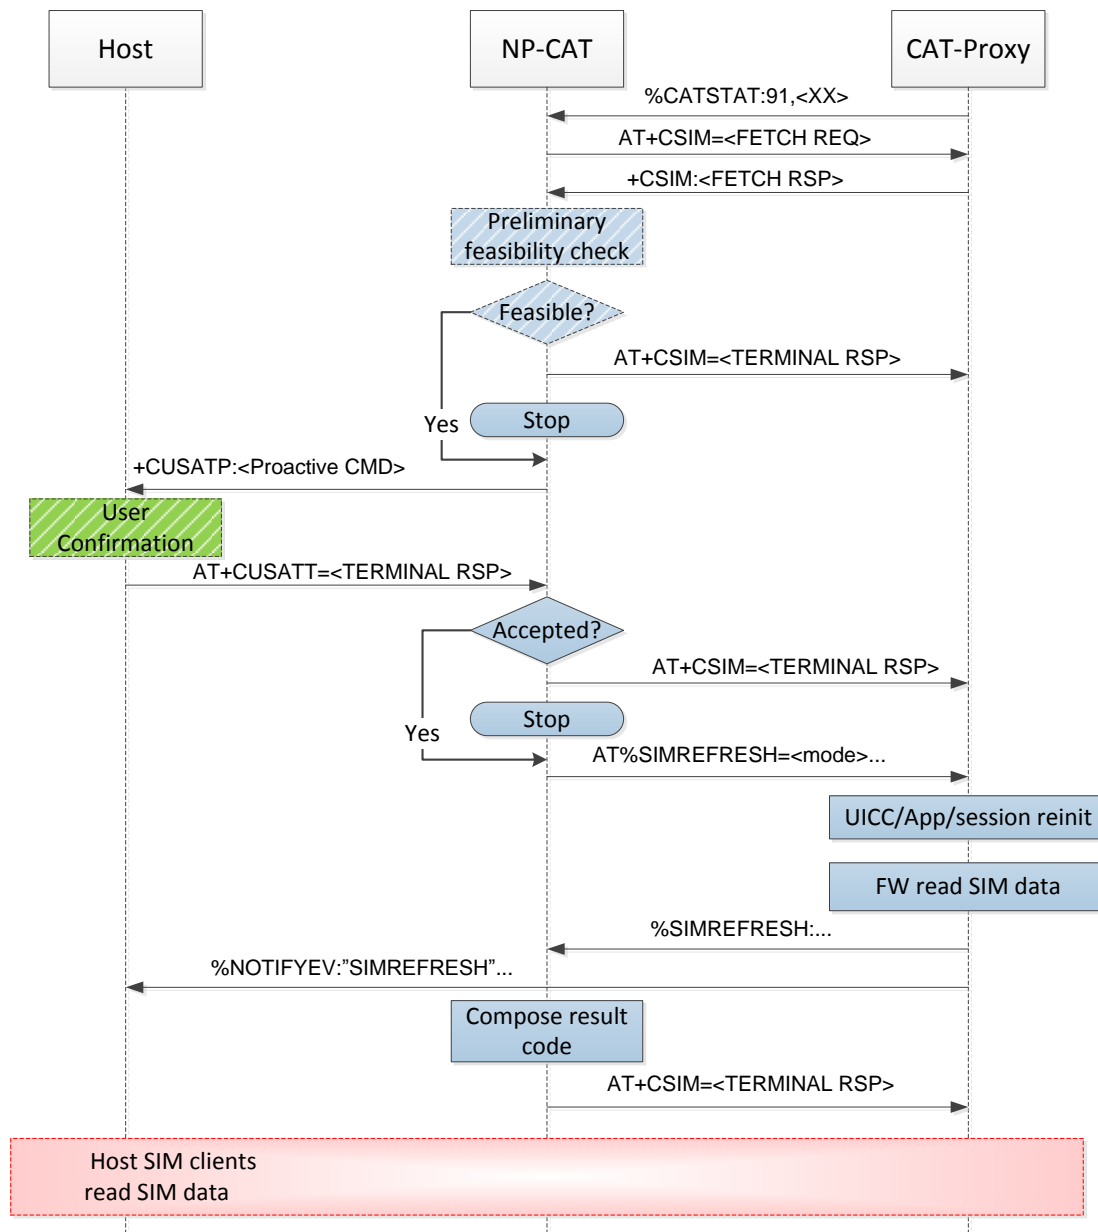 Host
NP-CAT
CAT-Proxy
%CATSTAT:91,<XX>
AT+CSIM=<FETCH REQ>
+CSIM:<FETCH RSP>
Preliminary
feasibility check
Feasible?
AT+CSIM=<TERMINAL RSP>
Stop
Yes
+CUSATP:<Proactive CMD>
User
Confirmation
AT+CUSATT=<TERMINAL RSP>
Accepted?
AT+CSIM=<TERMINAL RSP>
Stop
Yes
AT%SIMREFRESH=<mode>...
UICC/App/session reinit
FW read SIM data
%SIMREFRESH:...
%NOTIFYEV:”SIMREFRESH”...
Compose result
code
AT+CSIM=<TERMINAL RSP>
Host SIM clients
read SIM data